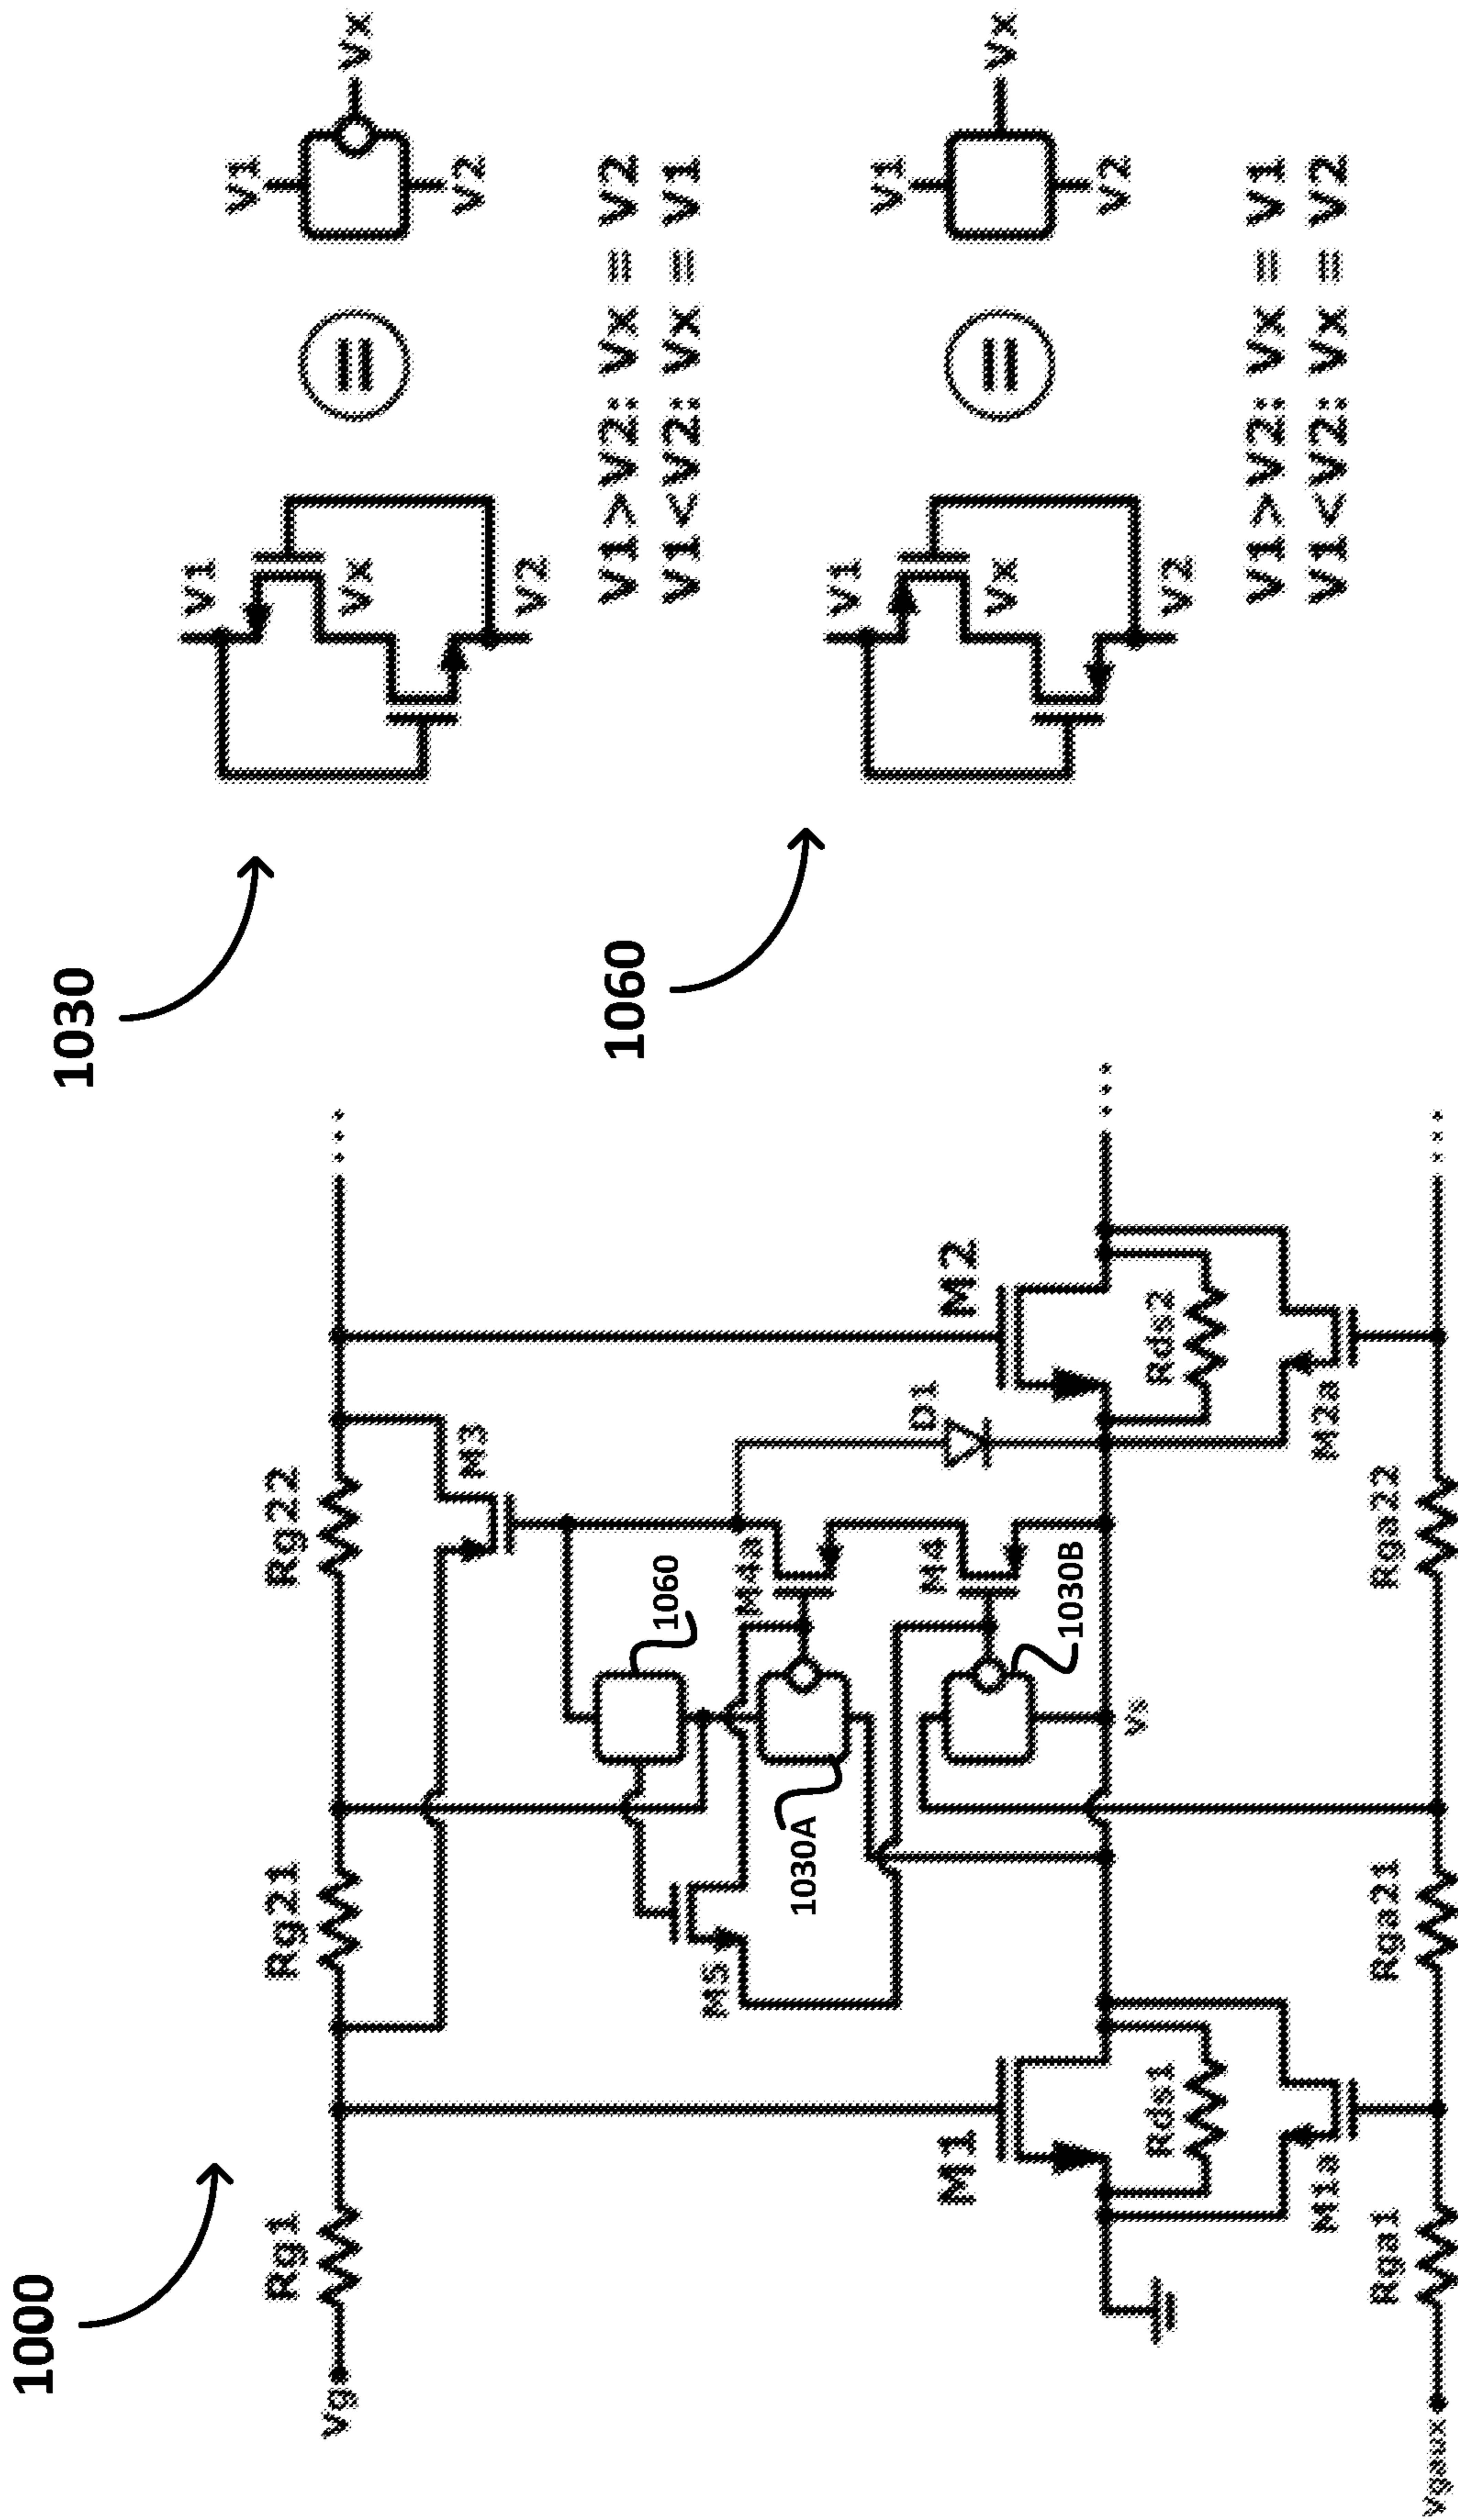 1000
1030
1060
Vg
Rg1
Rg21
Rg22
M3
M5
1060
1030A
M4a
M4
1030B
D1
M1
M2
Rds1
Rds2
Vs
M1a
M2a
Vgaux
Rga1
Rga21
Rga22
V1
Vx
V2
=
V1
V2
Vx
V1>V2: Vx = V2
V1<V2: Vx = V1
V1
Vx
V2
=
V1
V2
Vx
V1>V2: Vx = V1
V1<V2: Vx = V2